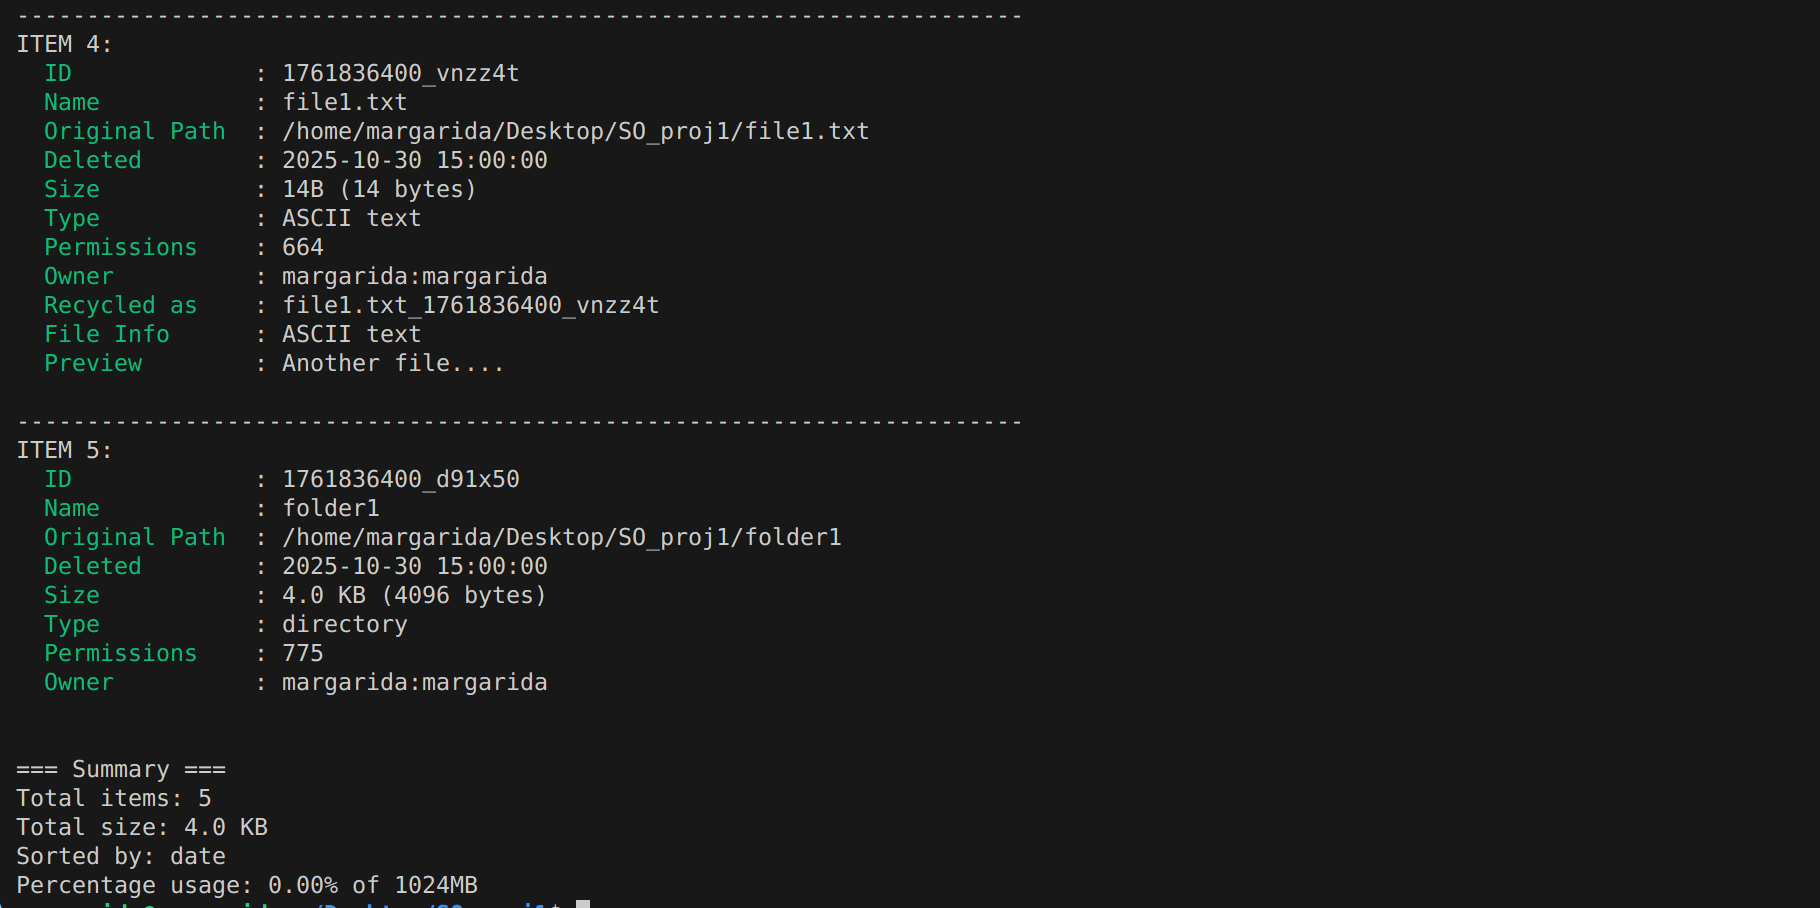 ------------------------------------------------------------------------
ITEM 4:
  ID             : 1761836400_vnzz4t
  Name           : file1.txt
  Original Path  : /home/margarida/Desktop/SO_proj1/file1.txt
  Deleted        : 2025-10-30 15:00:00
  Size           : 14B (14 bytes)
  Type           : ASCII text
  Permissions    : 664
  Owner          : margarida:margarida
  Recycled as    : file1.txt_1761836400_vnzz4t
  File Info      : ASCII text
  Preview        : Another file....
------------------------------------------------------------------------
ITEM 5:
  ID             : 1761836400_d91x50
  Name           : folder1
  Original Path  : /home/margarida/Desktop/SO_proj1/folder1
  Deleted        : 2025-10-30 15:00:00
  Size           : 4.0 KB (4096 bytes)
  Type           : directory
  Permissions    : 775
  Owner          : margarida:margarida
=== Summary ===
Total items: 5
Total size: 4.0 KB
Sorted by: date
Percentage usage: 0.00% of 1024MB